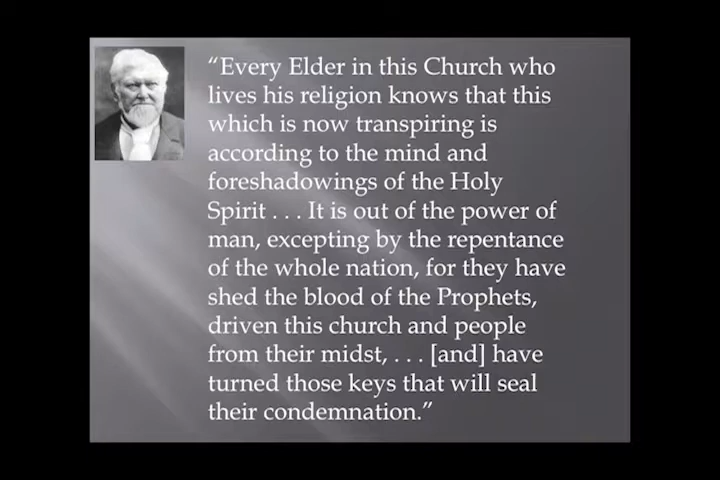 “Every Elder in this Church who
lives his religion knows that this
which is now transpiring is
according to the mind and
foreshadowings of the Holy
Spirit . . . It is out of the power of
man, excepting by the repentance
of the whole nation, for they have
shed the blood of the Prophets,
driven this church and people
from their midst, . . . [and] have
turned those keys that will seal
their condemnation.”